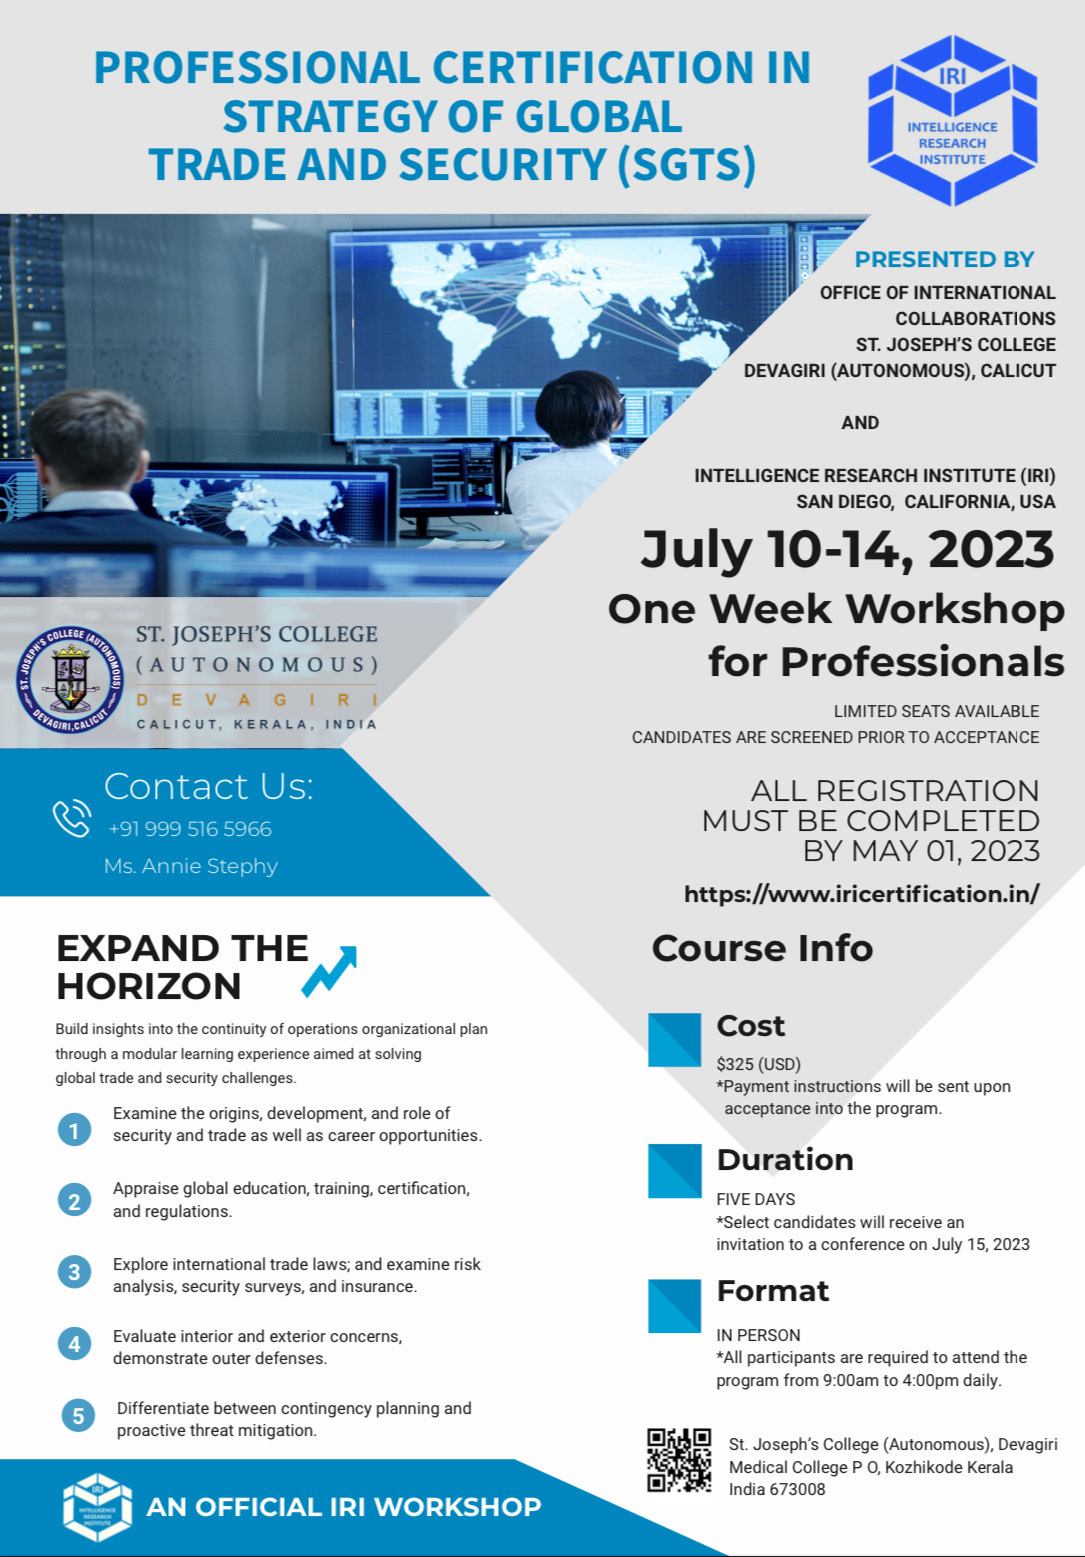 PROFESSIONAL CERTIFICATION IN
STRATEGY OF GLOBAL
TRADE AND SECURITY (SGTS)
IRI
INTELLIGENCE
RESEARCH
INSTITUTE
PRESENTED BY
OFFICE OF INTERNATIONAL
COLLABORATIONS
ST. JOSEPH'S COLLEGE
DEVAGIRI (AUTONOMOUS), CALICUT
AND
INTELLIGENCE RESEARCH INSTITUTE (IRI)
SAN DIEGO, CALIFORNIA, USA
July 10-14, 2023
One Week Workshop
for Professionals
LIMITED SEATS AVAILABLE
CANDIDATES ARE SCREENED PRIOR TO ACCEPTANCE
ALL REGISTRATION
MUST BE COMPLETED
BY MAY 01, 2023
https://www.iricertification.in/
ST. JOSEPH'S COLLEGE (AUTONOMOUS)
DEVAGIRI, CALICUT
ST. JOSEPH'S COLLEGE
(AUTONOMOUS)
DEVAGIRI
CALICUT, KERALA, INDIA
Contact Us:
+91 999 516 5966
Ms. Annie Stephy
EXPAND THE
HORIZON
Build insights into the continuity of operations organizational plan
through a modular learning experience aimed at solving
global trade and security challenges.
1 Examine the origins, development, and role of
security and trade as well as career opportunities.
2 Appraise global education, training, certification,
and regulations.
3 Explore international trade laws; and examine risk
analysis, security surveys, and insurance.
4 Evaluate interior and exterior concerns,
demonstrate outer defenses.
5 Differentiate between contingency planning and
proactive threat mitigation.
Course Info
Cost
$325 (USD)
*Payment instructions will be sent upon
acceptance into the program.
Duration
FIVE DAYS
*Select candidates will receive an
invitation to a conference on July 15, 2023
Format
IN PERSON
*All participants are required to attend the
program from 9:00am to 4:00pm daily.
St. Joseph's College (Autonomous), Devagiri
Medical College P O, Kozhikode Kerala
India 673008
IRI
INTELLIGENCE
RESEARCH
INSTITUTE
AN OFFICIAL IRI WORKSHOP